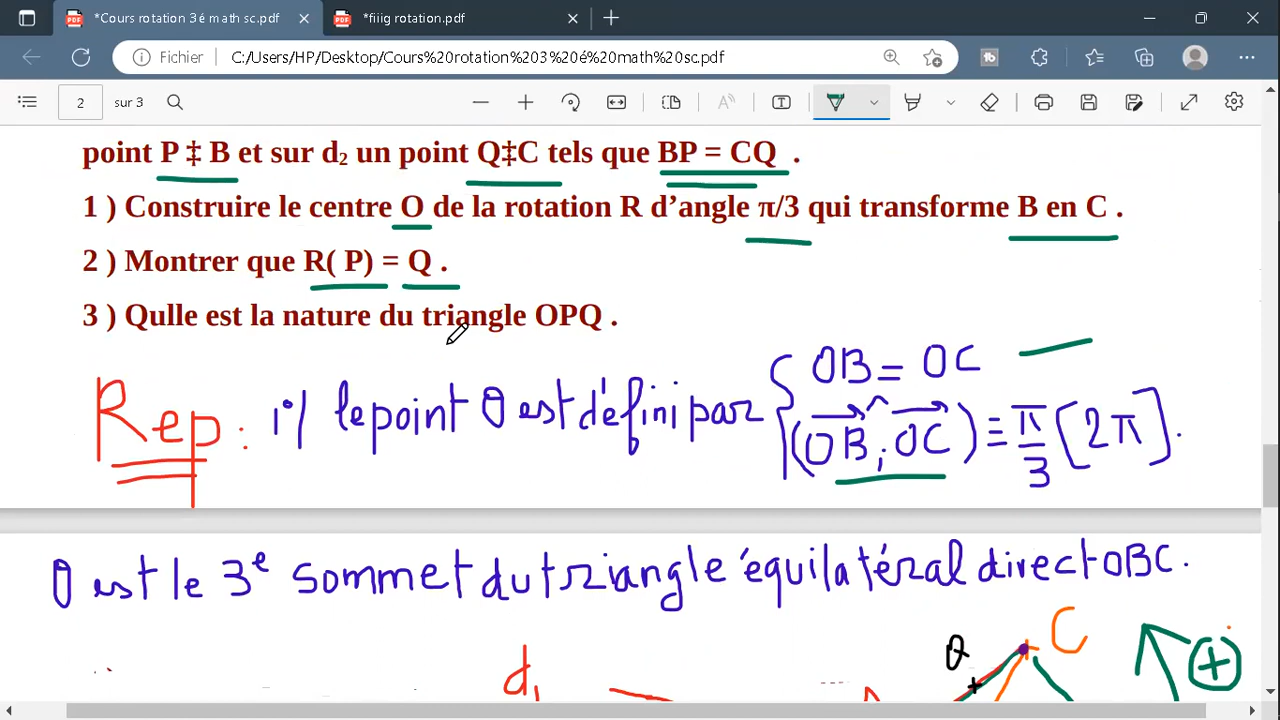 *Cours rotation 3é math sc.pdf
*fiiig rotation.pdf
Fichier
C:/Users/HP/Desktop/Cours%20rotation%203%20é%20math%20sc.pdf
2 sur 3
point P ‡ B et sur d₂ un point Q‡C tels que BP = CQ .
1 ) Construire le centre O de la rotation R d’angle π/3 qui transforme B en C .
2 ) Montrer que R( P) = Q .
3 ) Qulle est la nature du triangle OPQ .
Rep : 1°/ le point O est défini par { OB = OC
(OB ; OC) ≡ π/3 [2π].
O est le 3e sommet du triangle équilatéral direct OBC.
d1
Q
C
+